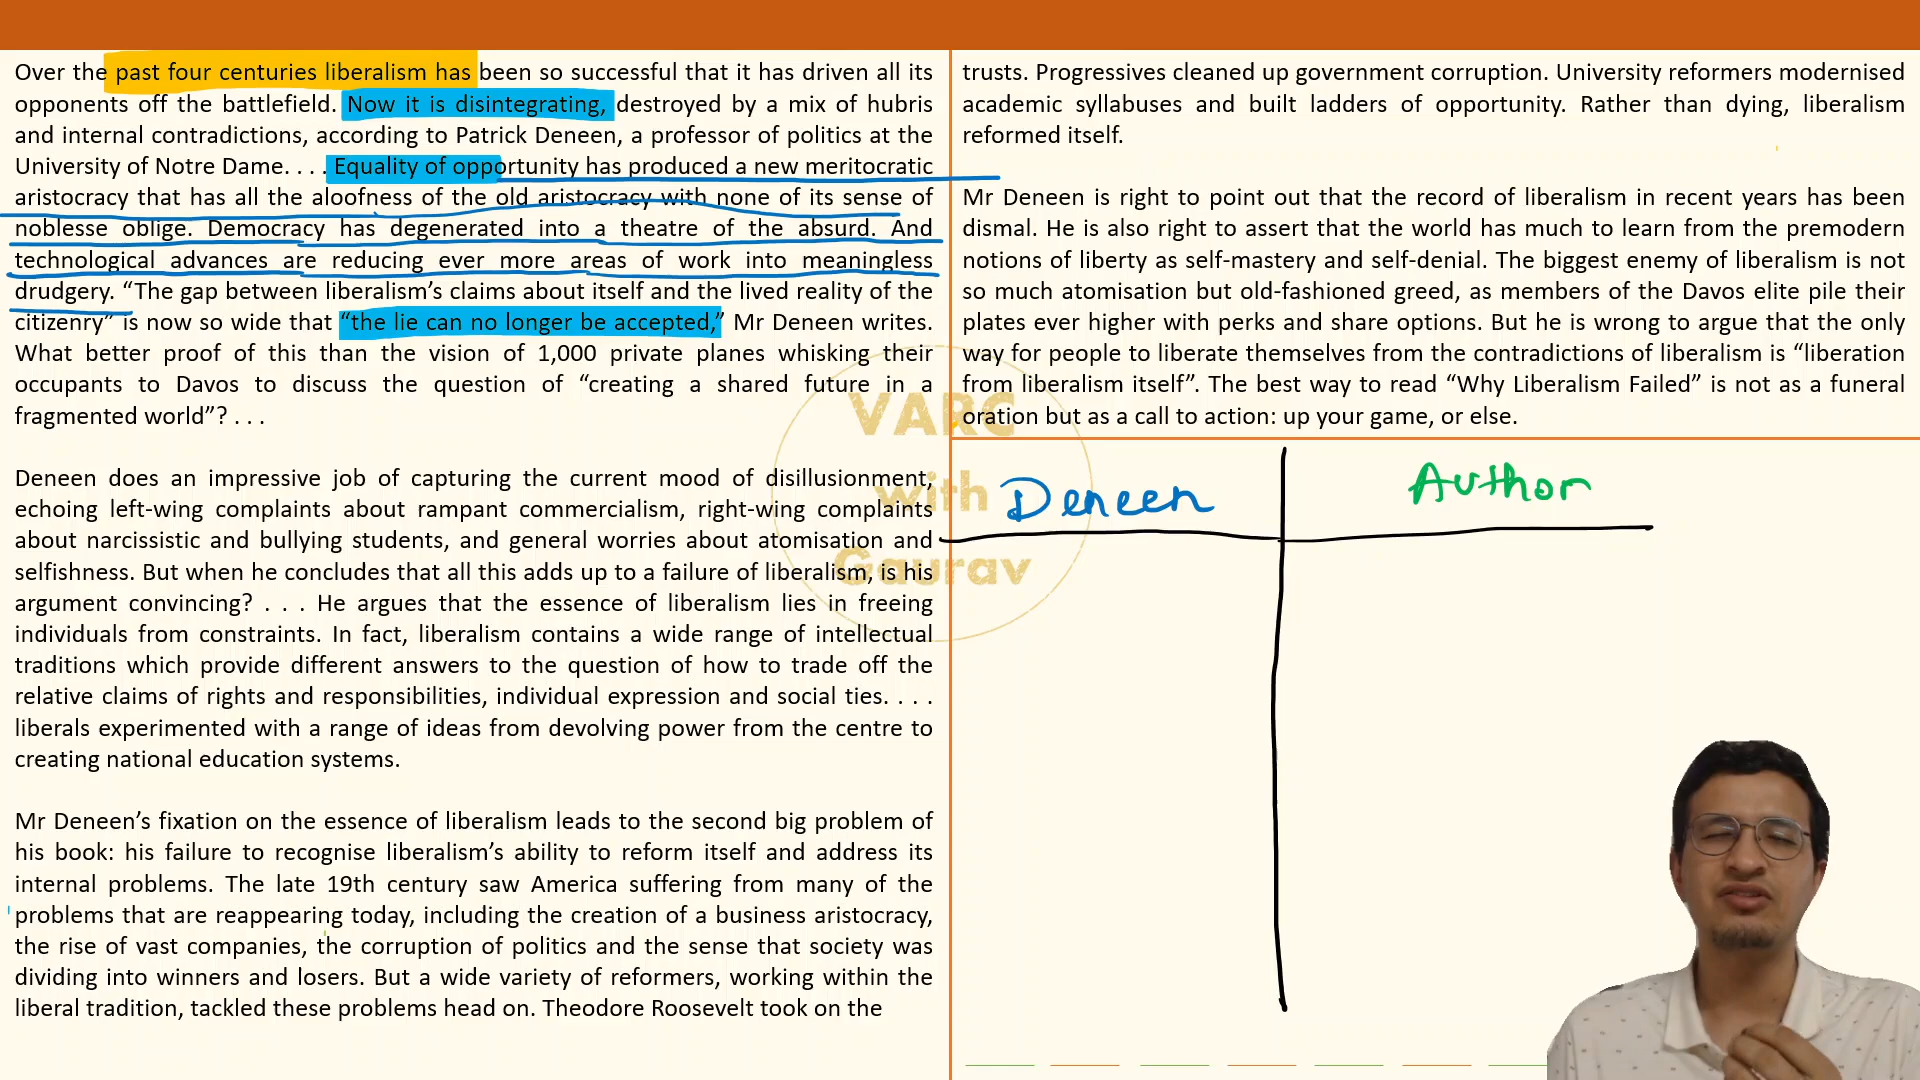 Over the past four centuries liberalism has been so successful that it has driven all its
opponents off the battlefield. Now it is disintegrating, destroyed by a mix of hubris
and internal contradictions, according to Patrick Deneen, a professor of politics at the
University of Notre Dame. . . . Equality of opportunity has produced a new meritocratic
aristocracy that has all the aloofness of the old aristocracy with none of its sense of
noblesse oblige. Democracy has degenerated into a theatre of the absurd. And
technological advances are reducing ever more areas of work into meaningless
drudgery. “The gap between liberalism’s claims about itself and the lived reality of the
citizenry” is now so wide that “the lie can no longer be accepted,” Mr Deneen writes.
What better proof of this than the vision of 1,000 private planes whisking their
occupants to Davos to discuss the question of “creating a shared future in a
fragmented world”? . . .
Deneen does an impressive job of capturing the current mood of disillusionment,
echoing left-wing complaints about rampant commercialism, right-wing complaints
about narcissistic and bullying students, and general worries about atomisation and
selfishness. But when he concludes that all this adds up to a failure of liberalism, is his
argument convincing? . . . He argues that the essence of liberalism lies in freeing
individuals from constraints. In fact, liberalism contains a wide range of intellectual
traditions which provide different answers to the question of how to trade off the
relative claims of rights and responsibilities, individual expression and social ties. . . .
liberals experimented with a range of ideas from devolving power from the centre to
creating national education systems.
Mr Deneen’s fixation on the essence of liberalism leads to the second big problem of
his book: his failure to recognise liberalism’s ability to reform itself and address its
internal problems. The late 19th century saw America suffering from many of the
problems that are reappearing today, including the creation of a business aristocracy,
the rise of vast companies, the corruption of politics and the sense that society was
dividing into winners and losers. But a wide variety of reformers, working within the
liberal tradition, tackled these problems head on. Theodore Roosevelt took on the
trusts. Progressives cleaned up government corruption. University reformers modernised
academic syllabuses and built ladders of opportunity. Rather than dying, liberalism
reformed itself.
Mr Deneen is right to point out that the record of liberalism in recent years has been
dismal. He is also right to assert that the world has much to learn from the premodern
notions of liberty as self-mastery and self-denial. The biggest enemy of liberalism is not
so much atomisation but old-fashioned greed, as members of the Davos elite pile their
plates ever higher with perks and share options. But he is wrong to argue that the only
way for people to liberate themselves from the contradictions of liberalism is “liberation
from liberalism itself”. The best way to read “Why Liberalism Failed” is not as a funeral
oration but as a call to action: up your game, or else.
VARC
with
Gaurav
Deneen
Author